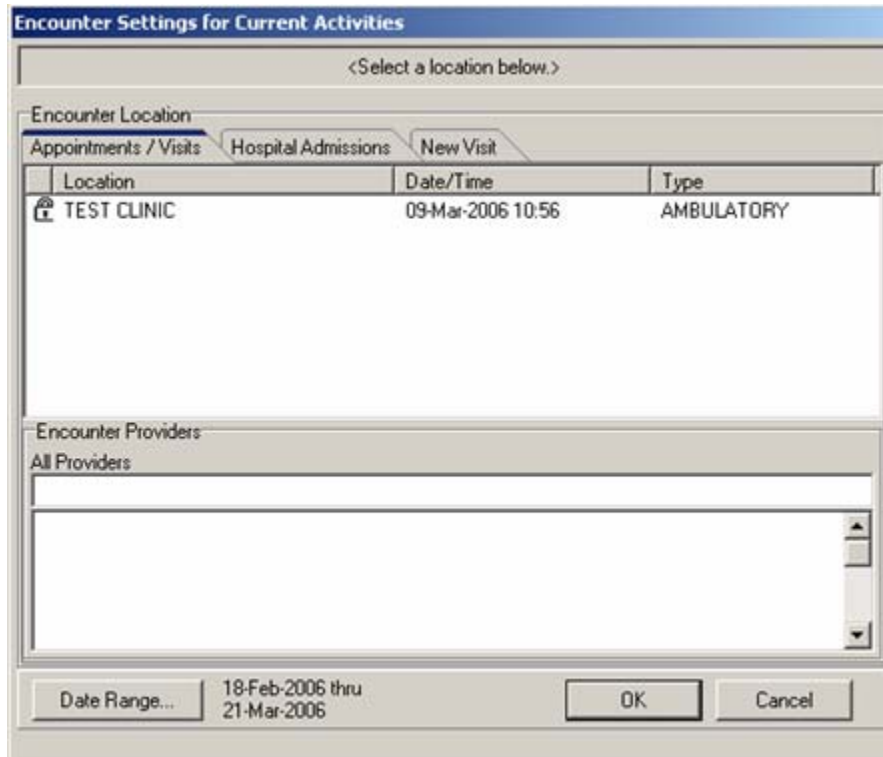 Encounter Settings for Current Activities
<Select a location below.>
Encounter Location
Appointments / Visits Hospital Admissions New Visit
Location Date/Time Type
TEST CLINIC 09-Mar-2006 10:56 AMBULATORY
Encounter Providers
All Providers
Date Range... 18-Feb-2006 thru
21-Mar-2006
OK Cancel